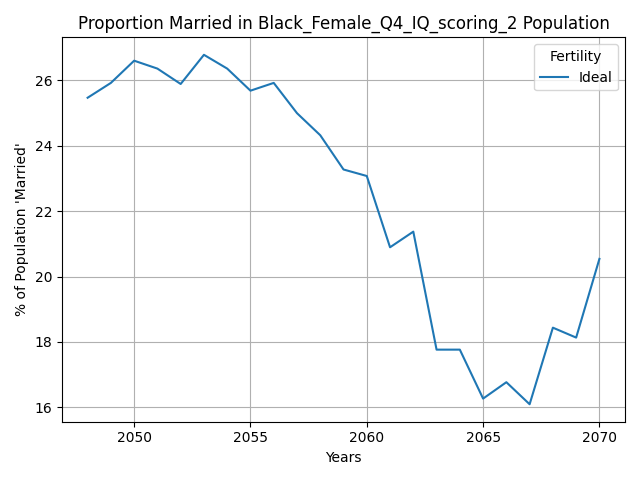 Proportion Married in Black_Female_Q4_IQ_scoring_2 Population
Fertility
Ideal
% of Population 'Married'
26
24
22
20
18
16
2050
2055
2060
2065
2070
Years